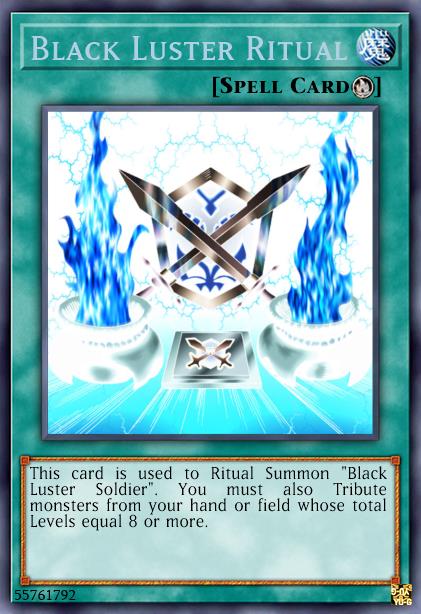 Black Luster Ritual
魔
[Spell Card]
This card is used to Ritual Summon "Black
Luster Soldier". You must also Tribute
monsters from your hand or field whose total
Levels equal 8 or more.
55761792